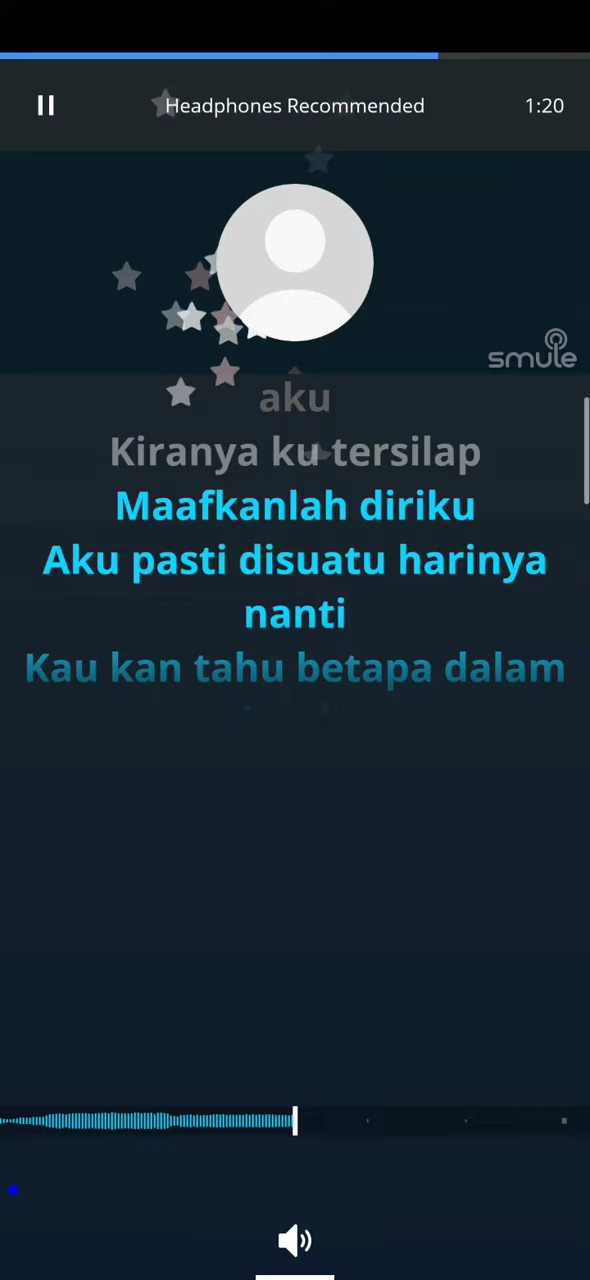 Headphones Recommended
1:20
smule
aku
Kiranya ku tersilap
Maafkanlah diriku
Aku pasti disuatu harinya
nanti
Kau kan tahu betapa dalam